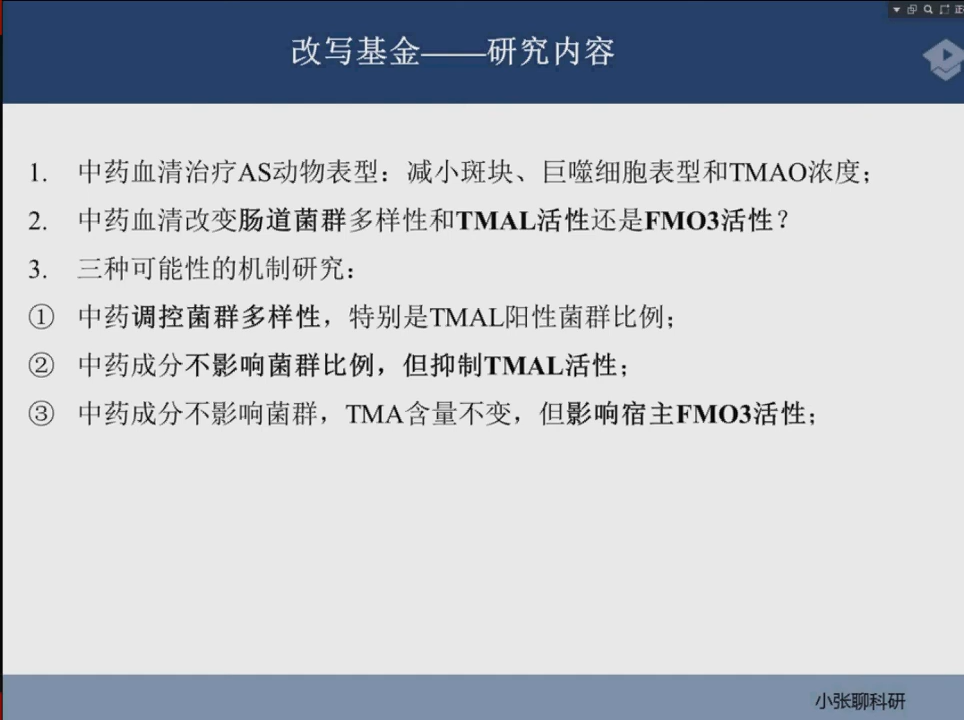 改写基金——研究内容
1. 中药血清治疗AS动物表型：减小斑块、巨噬细胞表型和TMAO浓度；
2. 中药血清改变肠道菌群多样性和TMAL活性还是FMO3活性？
3. 三种可能性的机制研究：
① 中药调控菌群多样性，特别是TMAL阳性菌群比例；
② 中药成分不影响菌群比例，但抑制TMAL活性；
③ 中药成分不影响菌群，TMA含量不变，但影响宿主FMO3活性；
小张聊科研